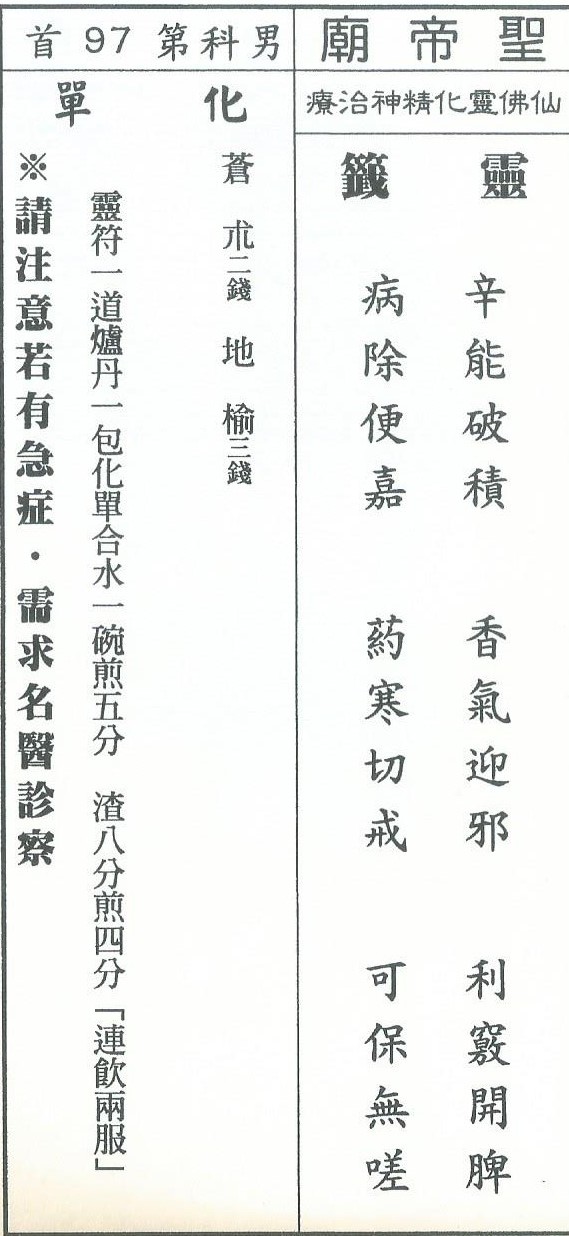 聖帝廟
仙佛靈化精神治療
靈籤
辛能破積 香氣迎邪 利竅開脾
病除便嘉 葯寒切戒 可保無嗟
男科第97首
化單
蒼朮二錢 地榆三錢
靈符一道爐丹一包化單合水一碗煎五分 渣八分煎四分「連飲兩服」
※請注意若有急症・需求名醫診察